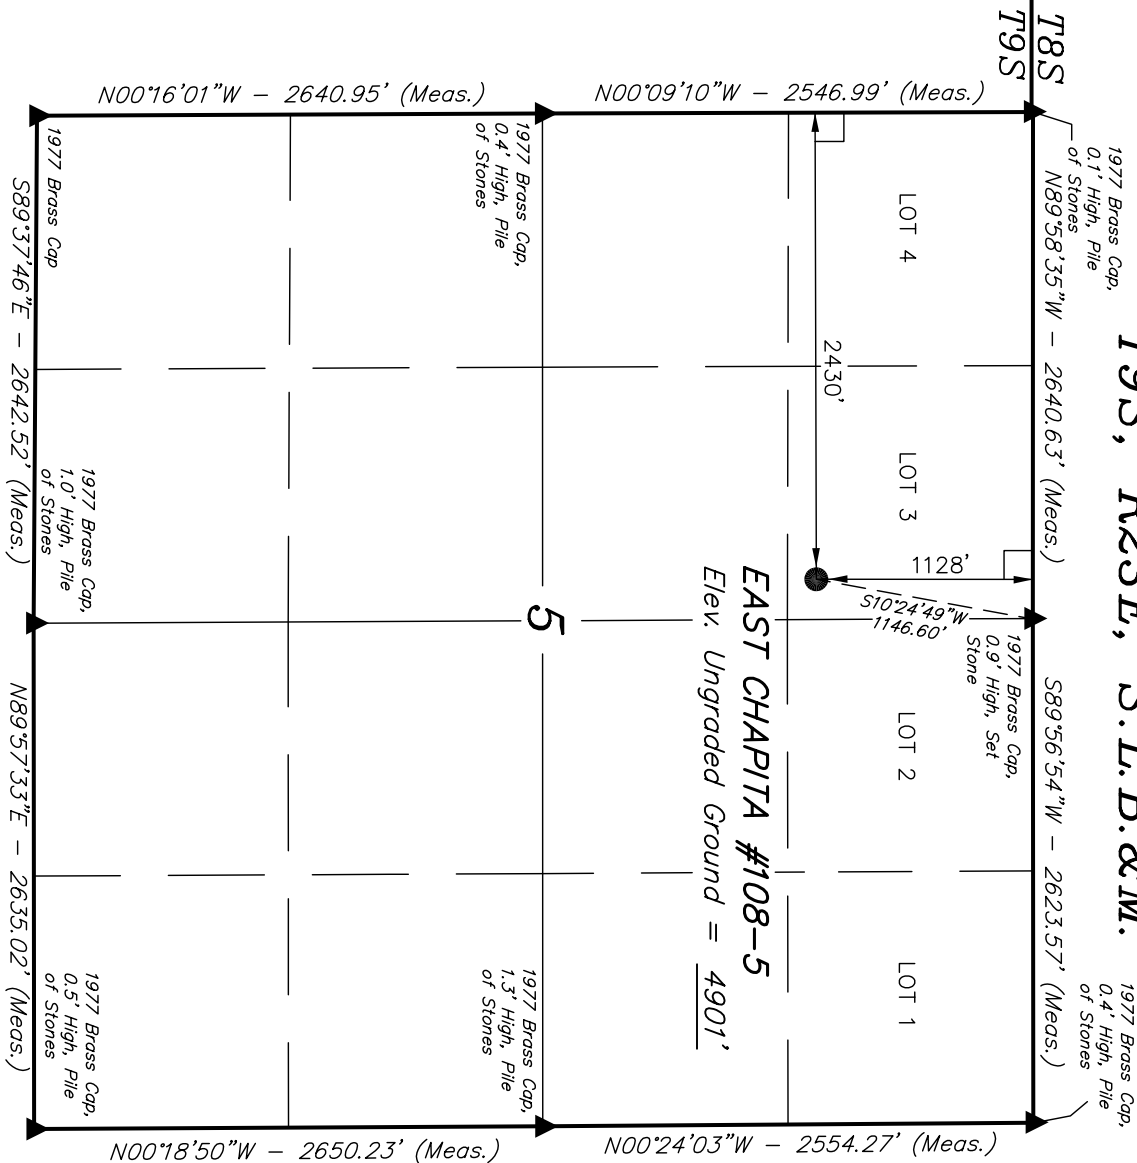 T9S, R23E, S.L.B.&M.
T8S
T9S
1977 Brass Cap,
0.1' High, Pile
of Stones
N89°58'35"W - 2640.63' (Meas.)
S89°56'54"W - 2623.57' (Meas.)
1977 Brass Cap,
0.4' High, Pile
of Stones
1977 Brass Cap,
0.9' High, Set
Stone
LOT 4
LOT 3
LOT 2
LOT 1
1128'
S10°24'49"W
1146.60'
2430'
EAST CHAPITA #108-5
Elev. Ungraded Ground = 4901'
N00°09'10"W - 2546.99' (Meas.)
N00°24'03"W - 2554.27' (Meas.)
5
1977 Brass Cap,
0.4' High, Pile
of Stones
1977 Brass Cap,
1.3' High, Pile
of Stones
N00°16'01"W - 2640.95' (Meas.)
N00°18'50"W - 2650.23' (Meas.)
1977 Brass Cap
1977 Brass Cap,
1.0' High, Pile
of Stones
1977 Brass Cap,
0.5' High, Pile
of Stones
S89°37'46"E - 2642.52' (Meas.)
N89°57'33"E - 2635.02' (Meas.)